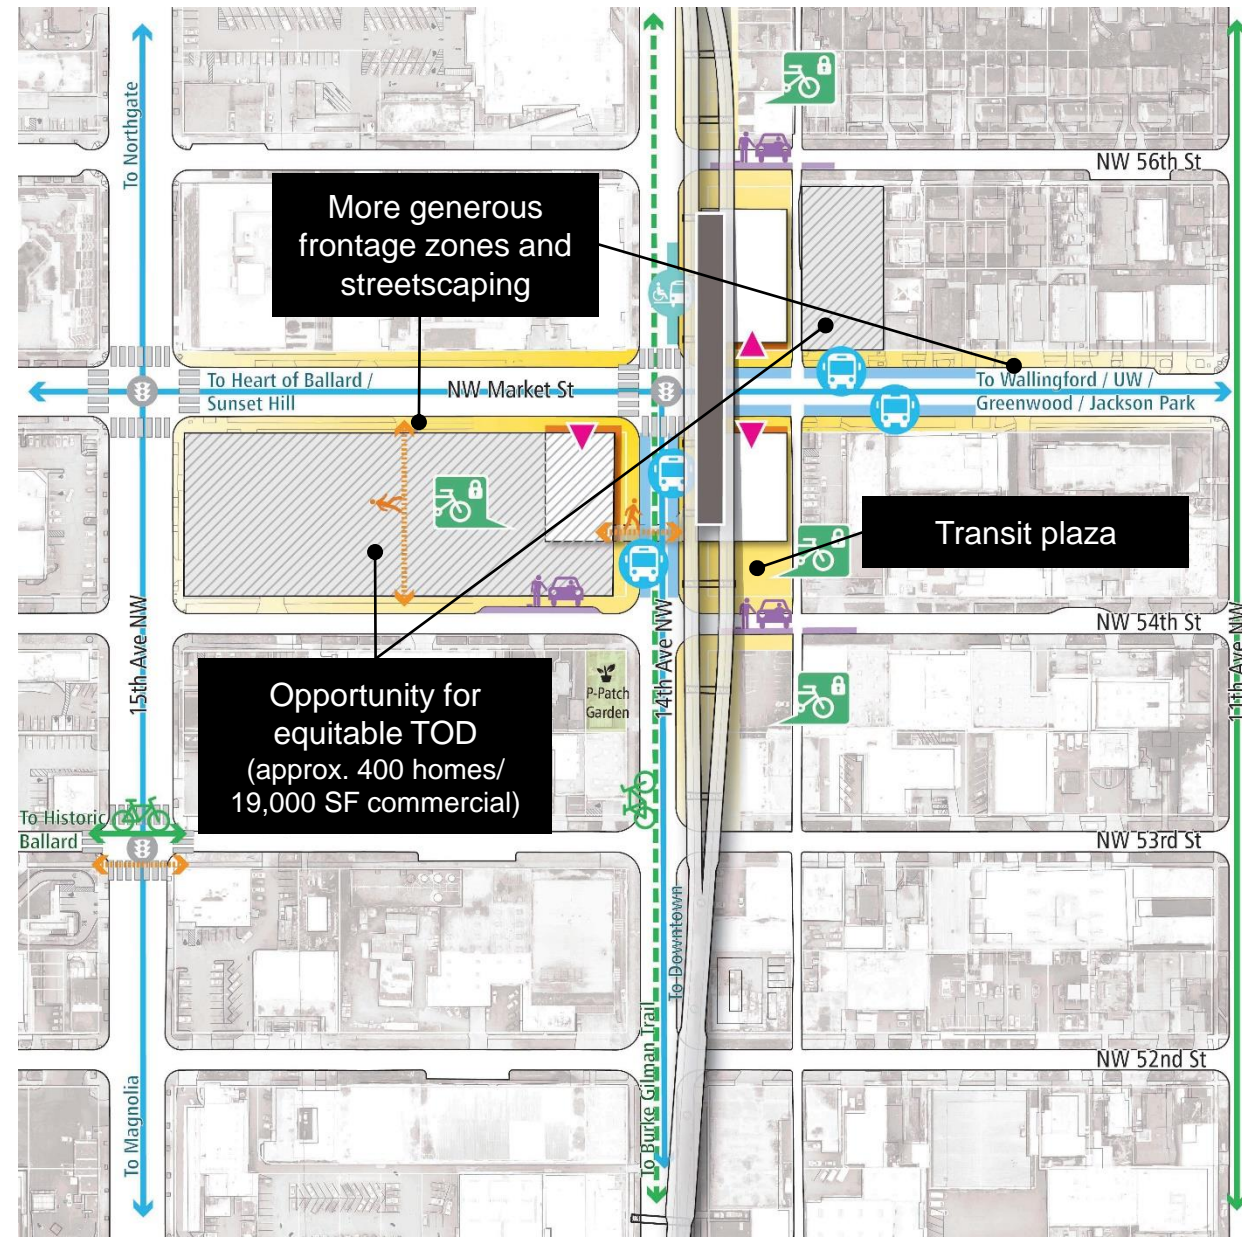 To Northgate
NW 56th St
More generous
frontage zones and
streetscaping
To Heart of Ballard /
Sunset Hill
NW Market St
To Wallingford / UW /
Greenwood / Jackson Park
Transit plaza
15th Ave NW
14th Ave NW
11th Ave NW
NW 54th St
Opportunity for
equitable TOD
(approx. 400 homes/
19,000 SF commercial)
P-Patch
Garden
To Historic
Ballard
NW 53rd St
To Downtown
To Burke Gilman Trail
NW 52nd St
To Magnolia